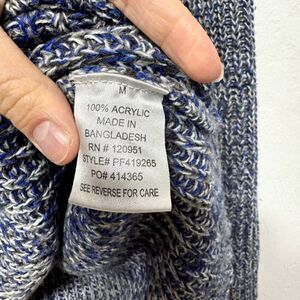 M
100% ACRYLIC
MADE IN
BANGLADESH
RN # 120951
STYLE# PF419265
PO# 414365
SEE REVERSE FOR CARE